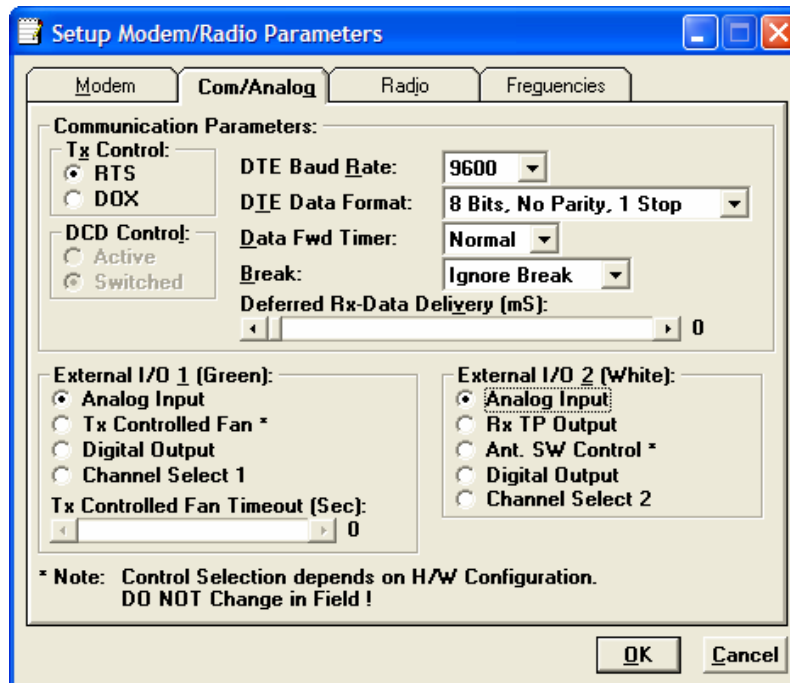 Setup Modem/Radio Parameters
Modem
Com/Analog
Radio
Freguencies
Communication Parameters:
Tx Control:
RTS
DOX
DCD Control:
Active
Switched
DTE Baud Rate:
9600
DTE Data Format:
8 Bits, No Parity, 1 Stop
Data Fwd Timer:
Normal
Break:
Ignore Break
Deferred Rx-Data Delivery (mS):
0
External I/O 1 (Green):
Analog Input
Tx Controlled Fan *
Digital Output
Channel Select 1
Tx Controlled Fan Timeout (Sec):
0
External I/O 2 (White):
Analog Input
Rx TP Output
Ant. SW Control *
Digital Output
Channel Select 2
* Note: Control Selection depends on H/W Configuration.
DO NOT Change in Field !
OK
Cancel